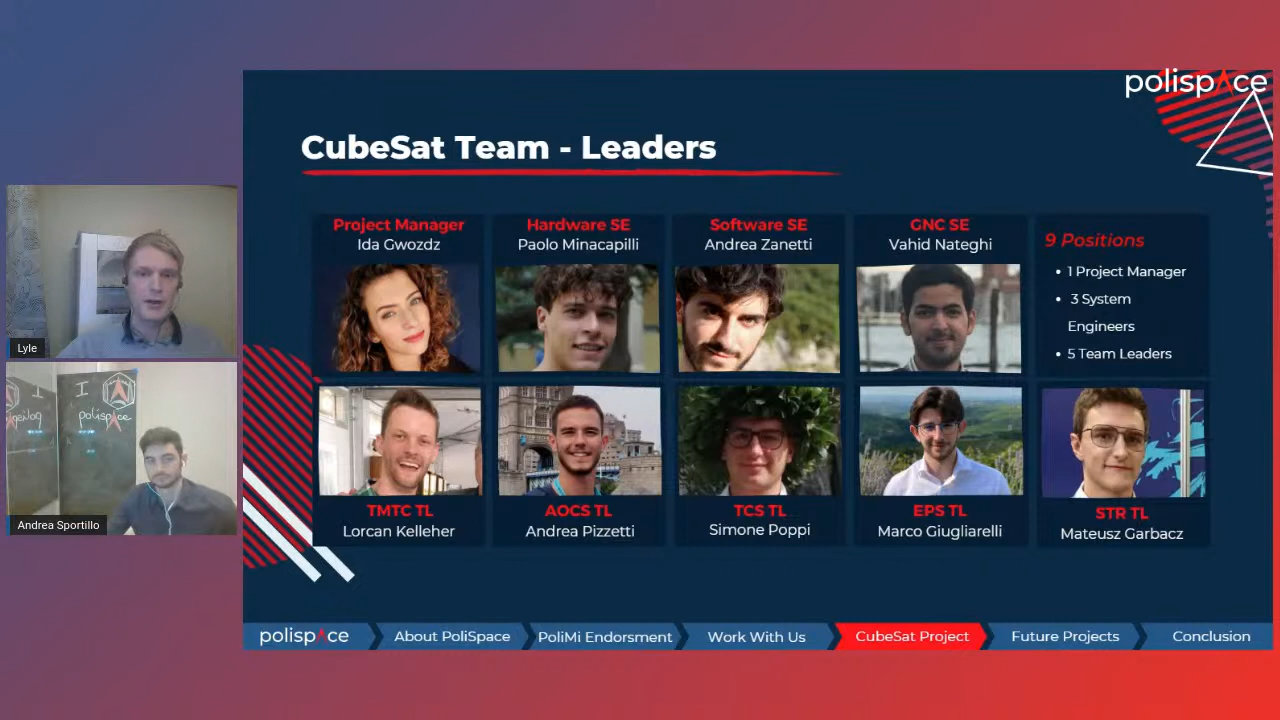 polispace
CubeSat Team - Leaders
Project Manager
Ida Gwozdz
Hardware SE
Paolo Minacapilli
Software SE
Andrea Zanetti
GNC SE
Vahid Nateghi
9 Positions
• 1 Project Manager
• 3 System
Engineers
• 5 Team Leaders
TMTC TL
Lorcan Kelleher
AOCS TL
Andrea Pizzetti
TCS TL
Simone Poppi
EPS TL
Marco Giugliarelli
STR TL
Mateusz Garbacz
Lyle
polispace
Andrea Sportillo
polispace
About PoliSpace
PoliMi Endorsment
Work With Us
CubeSat Project
Future Projects
Conclusion